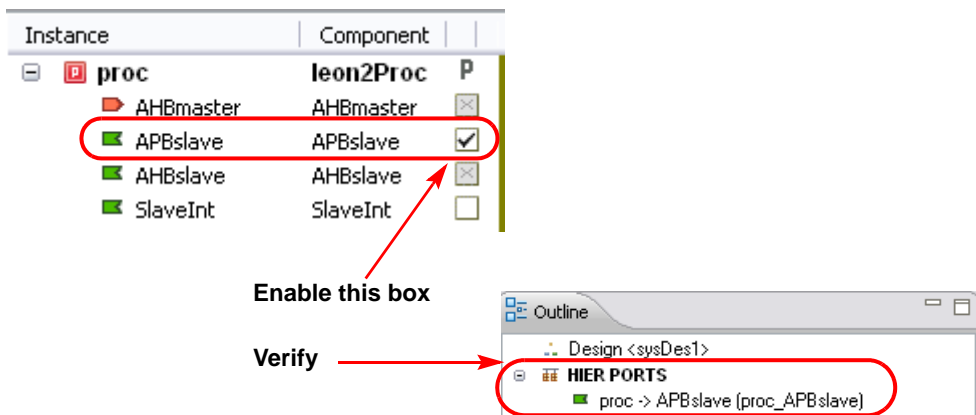 Instance Component
proc leon2Proc P
AHBmaster AHBmaster
APBslave APBslave
AHBslave AHBslave
SlaveInt SlaveInt
Enable this box
Outline
Verify
Design <sysDes1>
HIER PORTS
proc -> APBslave (proc_APBslave)